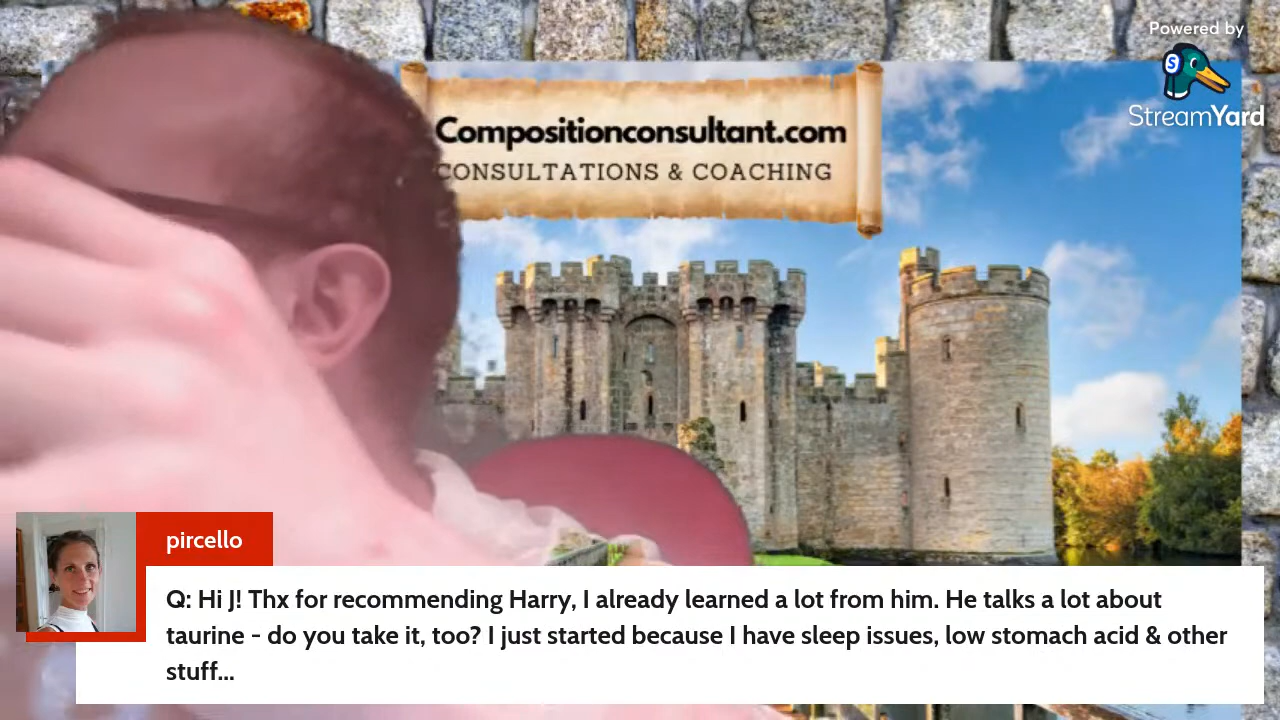 Powered by
StreamYard
Compositionconsultant.com
CONSULTATIONS & COACHING
pircello
Q: Hi J! Thx for recommending Harry, I already learned a lot from him. He talks a lot about
taurine - do you take it, too? I just started because I have sleep issues, low stomach acid & other
stuff...